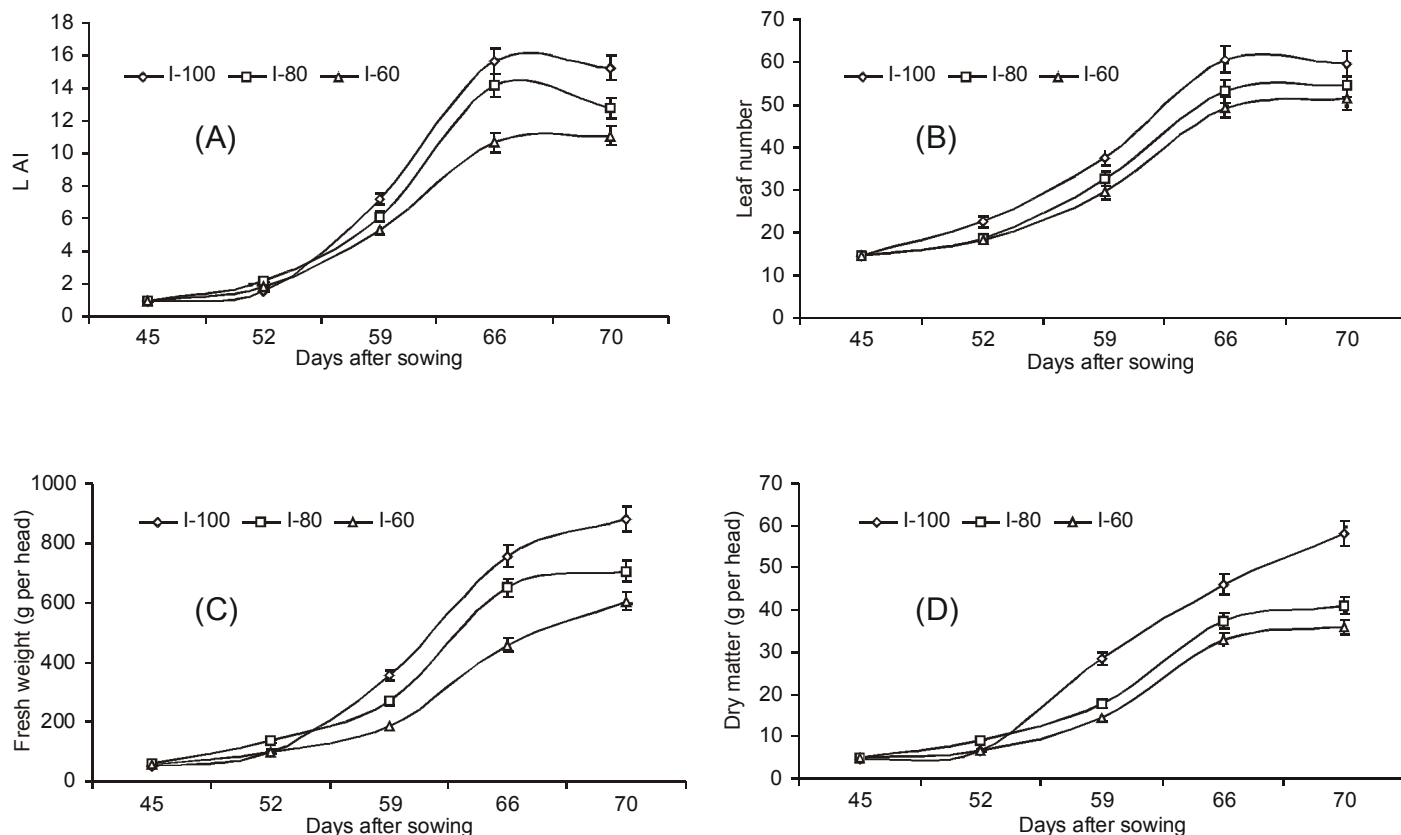 18
16
14
12
10
8
6
4
2
0
L AI
I-100 I-80 I-60
(A)
45 52 59 66 70
Days after sowing
70
60
50
40
30
20
10
0
Leaf number
I-100 I-80 I-60
(B)
45 52 59 66 70
Days after sowing
1000
800
600
400
200
0
Fresh weight (g per head)
I-100 I-80 I-60
(C)
45 52 59 66 70
Days after sowing
70
60
50
40
30
20
10
0
Dry matter (g per head)
I-100 I-80 I-60
(D)
45 52 59 66 70
Days after sowing